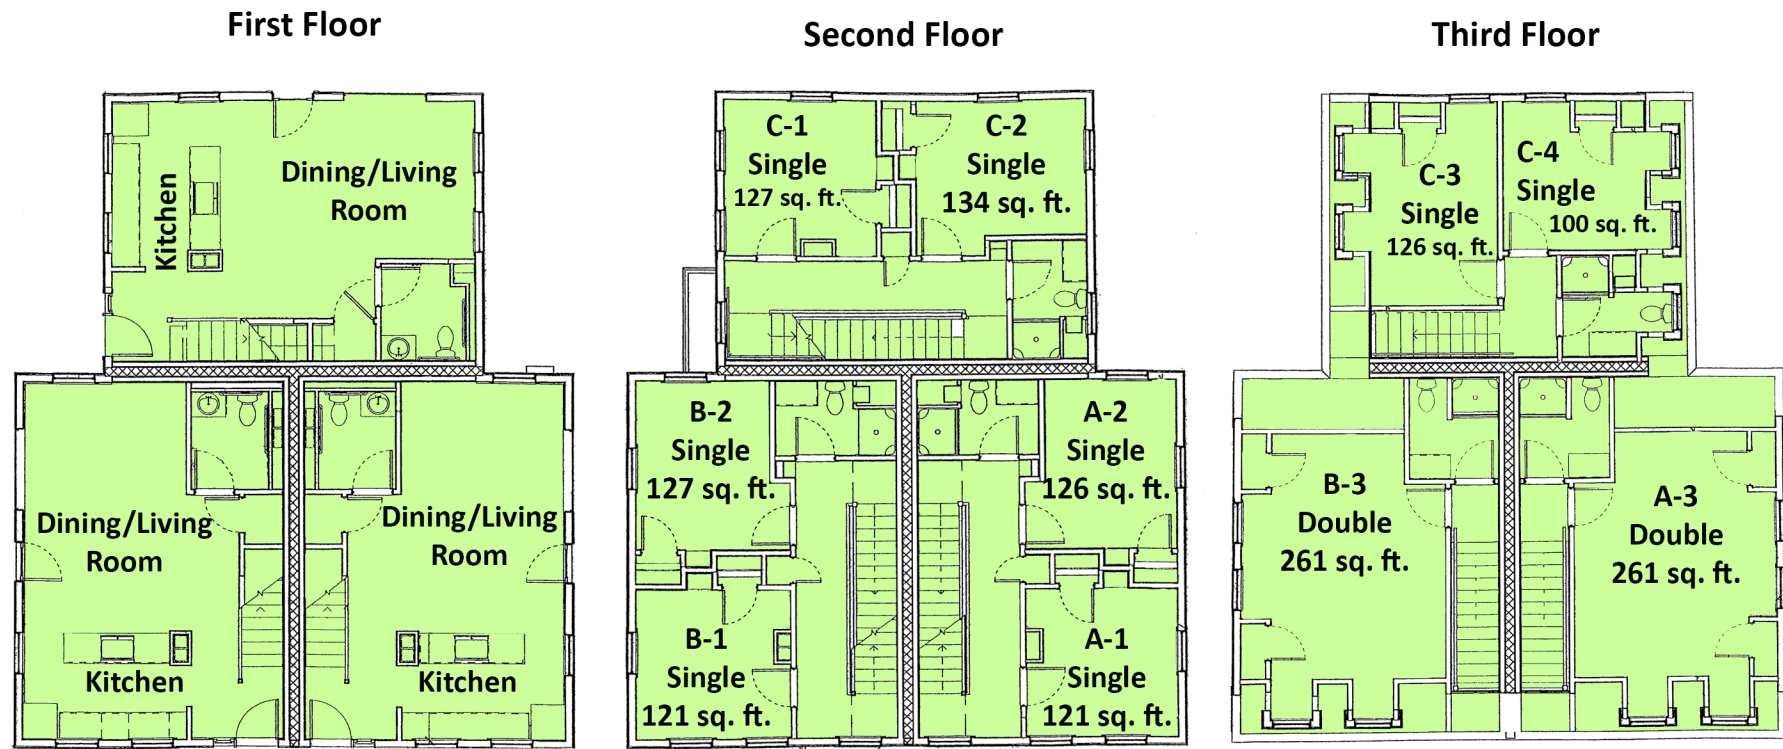 First Floor
Second Floor
Third Floor
Kitchen
Dining/Living
Room
Dining/Living
Room
Kitchen
Dining/Living
Room
Kitchen
C-1
Single
127 sq. ft.
C-2
Single
134 sq. ft.
B-2
Single
127 sq. ft.
A-2
Single
126 sq. ft.
B-1
Single
121 sq. ft.
A-1
Single
121 sq. ft.
C-3
Single
126 sq. ft.
C-4
Single
100 sq. ft.
B-3
Double
261 sq. ft.
A-3
Double
261 sq. ft.